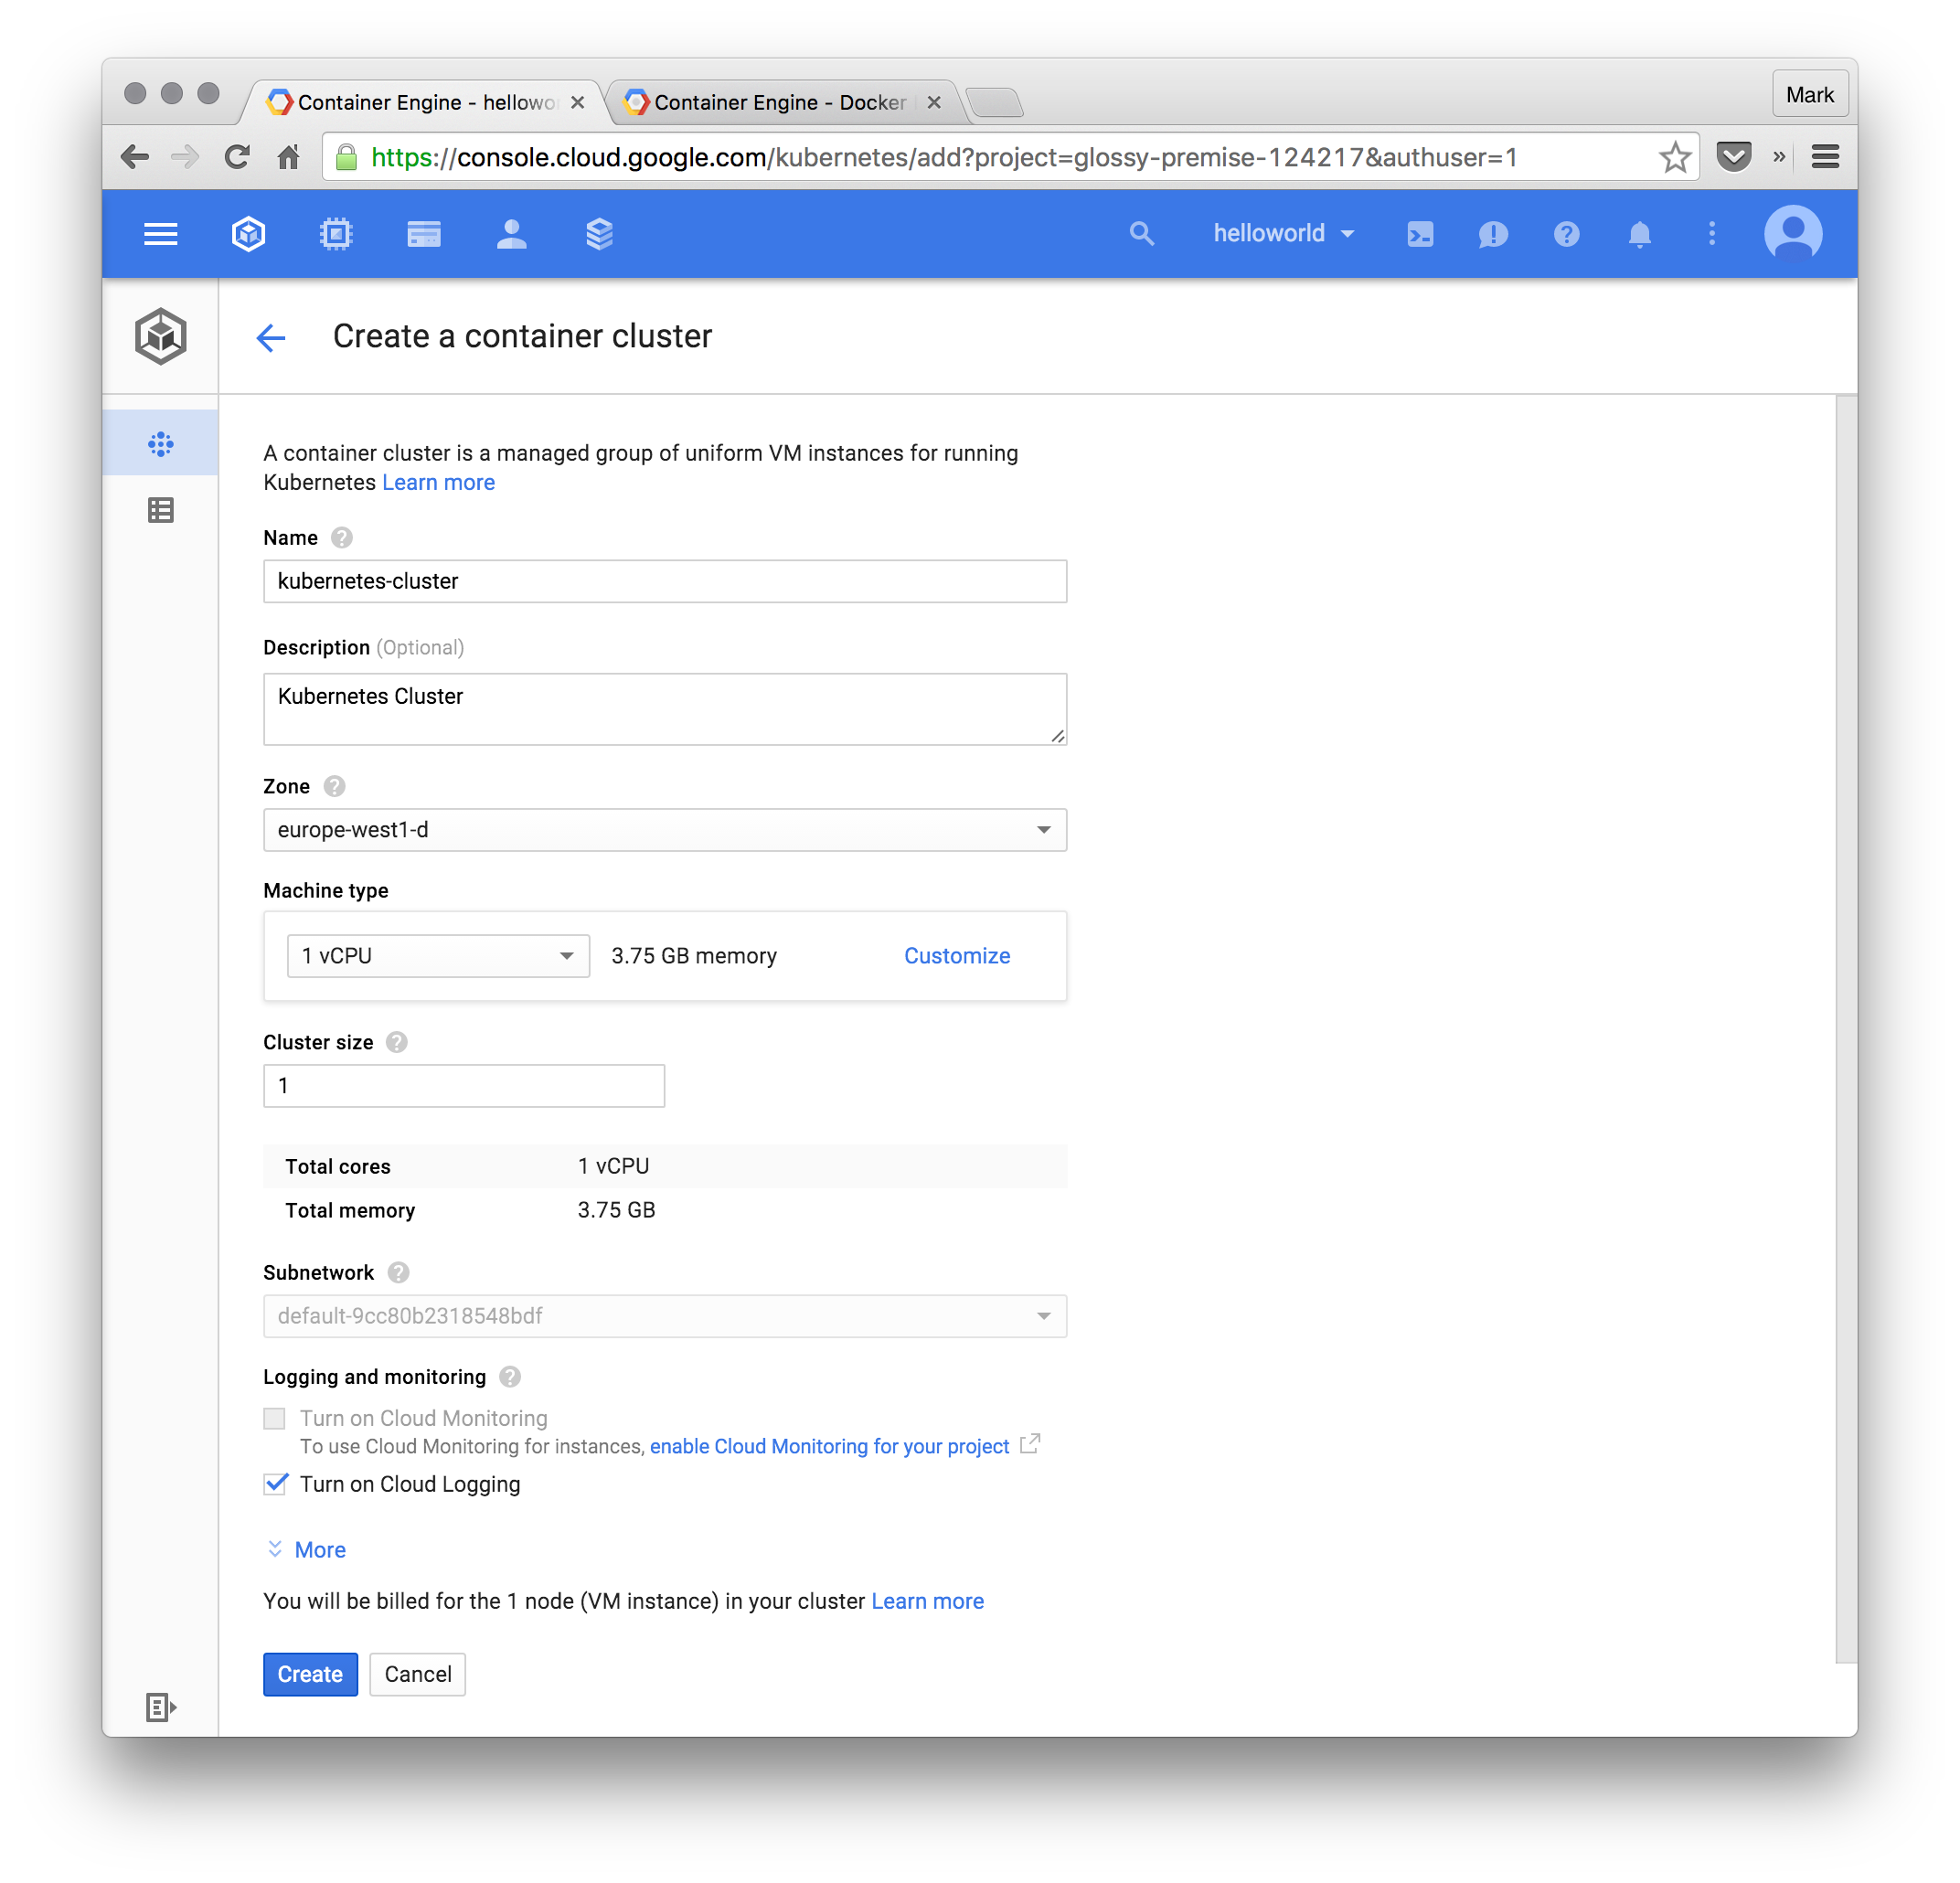 Container Engine - hellowo
Container Engine - Docker
Mark
https://console.cloud.google.com/kubernetes/add?project=glossy-premise-124217&authuser=1
helloworld
Create a container cluster
A container cluster is a managed group of uniform VM instances for running
Kubernetes Learn more
Name
kubernetes-cluster
Description (Optional)
Kubernetes Cluster
Zone
europe-west1-d
Machine type
1 vCPU 3.75 GB memory Customize
Cluster size
1
Total cores 1 vCPU
Total memory 3.75 GB
Subnetwork
default-9cc80b2318548bdf
Logging and monitoring
Turn on Cloud Monitoring
To use Cloud Monitoring for instances, enable Cloud Monitoring for your project
Turn on Cloud Logging
More
You will be billed for the 1 node (VM instance) in your cluster Learn more
Create Cancel